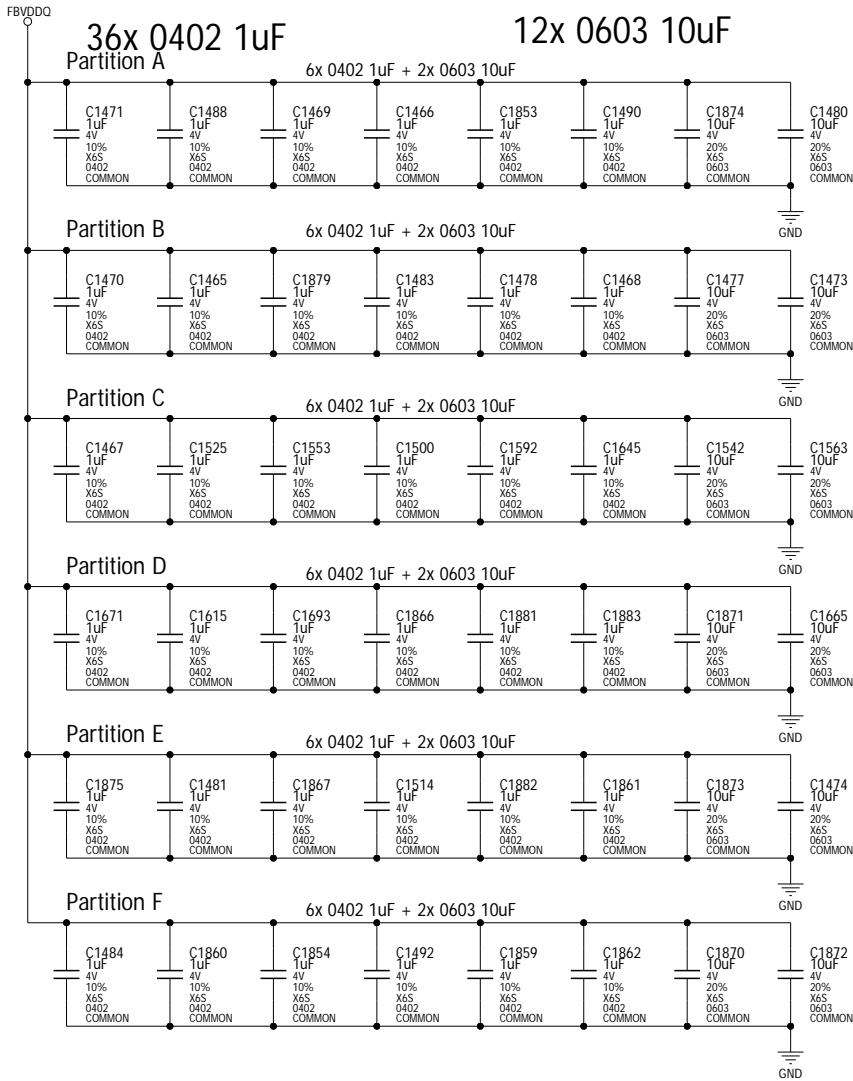 FBVDDQ
36x 0402 1uF
12x 0603 10uF
Partition A
6x 0402 1uF + 2x 0603 10uF
C1471
1uF
4V
10%
X6S
0402
COMMON
C1488
1uF
4V
10%
X6S
0402
COMMON
C1469
1uF
4V
10%
X6S
0402
COMMON
C1466
1uF
4V
10%
X6S
0402
COMMON
C1853
1uF
4V
10%
X6S
0402
COMMON
C1490
1uF
4V
10%
X6S
0402
COMMON
C1874
10uF
4V
20%
X6S
0603
COMMON
C1480
10uF
4V
20%
X6S
0603
COMMON
GND
Partition B
6x 0402 1uF + 2x 0603 10uF
C1470
1uF
4V
10%
X6S
0402
COMMON
C1465
1uF
4V
10%
X6S
0402
COMMON
C1879
1uF
4V
10%
X6S
0402
COMMON
C1483
1uF
4V
10%
X6S
0402
COMMON
C1478
1uF
4V
10%
X6S
0402
COMMON
C1468
1uF
4V
10%
X6S
0402
COMMON
C1477
10uF
4V
20%
X6S
0603
COMMON
C1473
10uF
4V
20%
X6S
0603
COMMON
GND
Partition C
6x 0402 1uF + 2x 0603 10uF
C1467
1uF
4V
10%
X6S
0402
COMMON
C1525
1uF
4V
10%
X6S
0402
COMMON
C1553
1uF
4V
10%
X6S
0402
COMMON
C1500
1uF
4V
10%
X6S
0402
COMMON
C1592
1uF
4V
10%
X6S
0402
COMMON
C1645
1uF
4V
10%
X6S
0402
COMMON
C1542
10uF
4V
20%
X6S
0603
COMMON
C1563
10uF
4V
20%
X6S
0603
COMMON
GND
Partition D
6x 0402 1uF + 2x 0603 10uF
C1671
1uF
4V
10%
X6S
0402
COMMON
C1615
1uF
4V
10%
X6S
0402
COMMON
C1693
1uF
4V
10%
X6S
0402
COMMON
C1866
1uF
4V
10%
X6S
0402
COMMON
C1881
1uF
4V
10%
X6S
0402
COMMON
C1883
1uF
4V
10%
X6S
0402
COMMON
C1871
10uF
4V
20%
X6S
0603
COMMON
C1665
10uF
4V
20%
X6S
0603
COMMON
GND
Partition E
6x 0402 1uF + 2x 0603 10uF
C1875
1uF
4V
10%
X6S
0402
COMMON
C1481
1uF
4V
10%
X6S
0402
COMMON
C1867
1uF
4V
10%
X6S
0402
COMMON
C1514
1uF
4V
10%
X6S
0402
COMMON
C1882
1uF
4V
10%
X6S
0402
COMMON
C1861
1uF
4V
10%
X6S
0402
COMMON
C1873
10uF
4V
20%
X6S
0603
COMMON
C1474
10uF
4V
20%
X6S
0603
COMMON
GND
Partition F
6x 0402 1uF + 2x 0603 10uF
C1484
1uF
4V
10%
X6S
0402
COMMON
C1860
1uF
4V
10%
X6S
0402
COMMON
C1854
1uF
4V
10%
X6S
0402
COMMON
C1492
1uF
4V
10%
X6S
0402
COMMON
C1859
1uF
4V
10%
X6S
0402
COMMON
C1862
1uF
4V
10%
X6S
0402
COMMON
C1870
10uF
4V
20%
X6S
0603
COMMON
C1872
10uF
4V
20%
X6S
0603
COMMON
GND